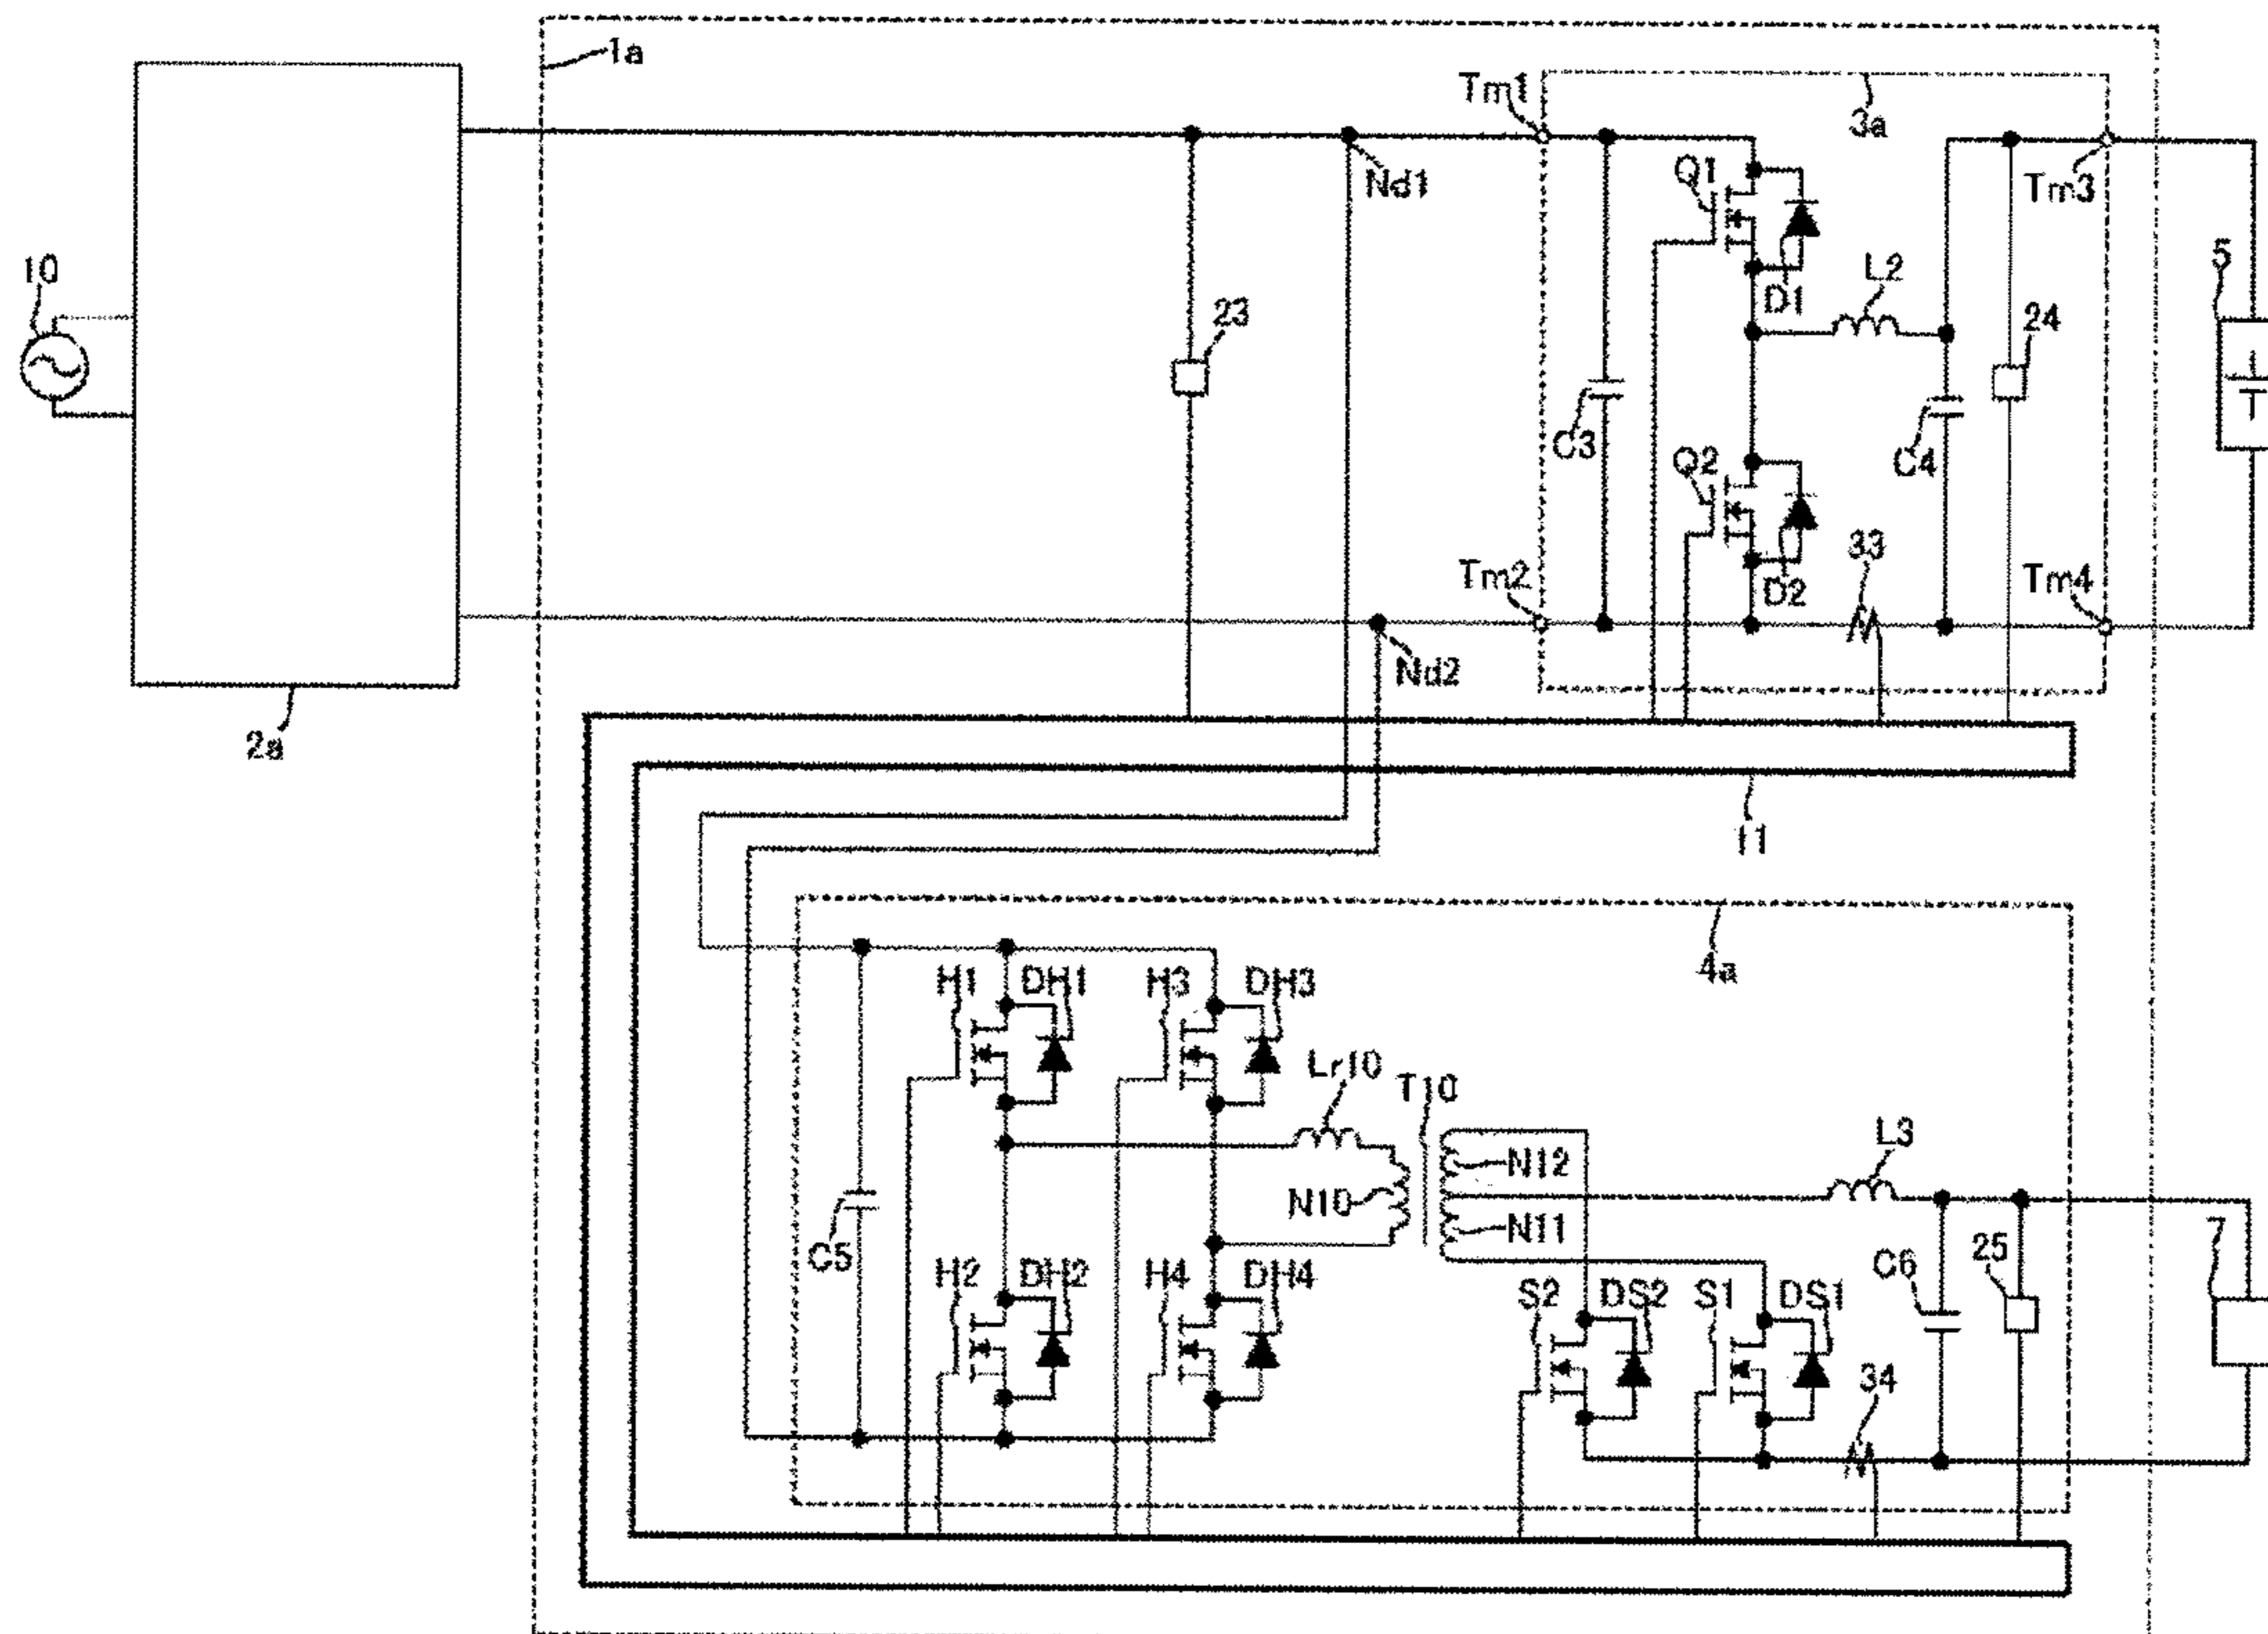 1a
Tm1
3a
Q1
Nd1
Tm3
10
L2
5
D1
23
24
C3
Q2
C4
33
Tm2
D2
Tm4
Nd2
2a
11
4a
H1
DH1
H3
DH3
Lr10
T10
L3
N12
N10
N11
C5
H2
DH2
H4
DH4
C6
25
7
S2
DS2
S1
DS1
34